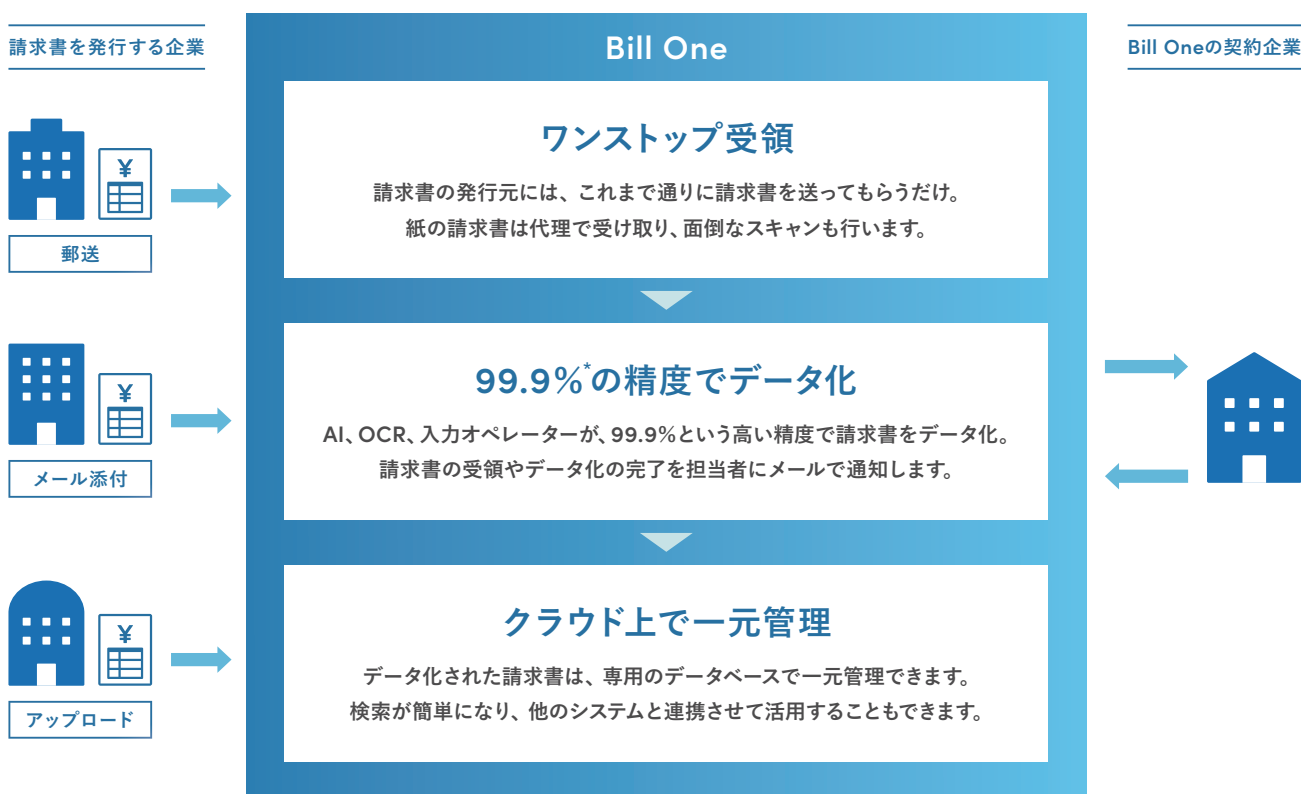 請求書を発行する企業
Bill One
Bill Oneの契約企業
¥
郵送
ワンストップ受領
請求書の発行元には、これまで通りに請求書を送ってもらうだけ。
紙の請求書は代理で受け取り、面倒なスキャンも行います。
¥
メール添付
99.9%*の精度でデータ化
AI、OCR、入力オペレーターが、99.9%という高い精度で請求書をデータ化。
請求書の受領やデータ化の完了を担当者にメールで通知します。
¥
アップロード
クラウド上で一元管理
データ化された請求書は、専用のデータベースで一元管理できます。
検索が簡単になり、他のシステムと連携させて活用することもできます。